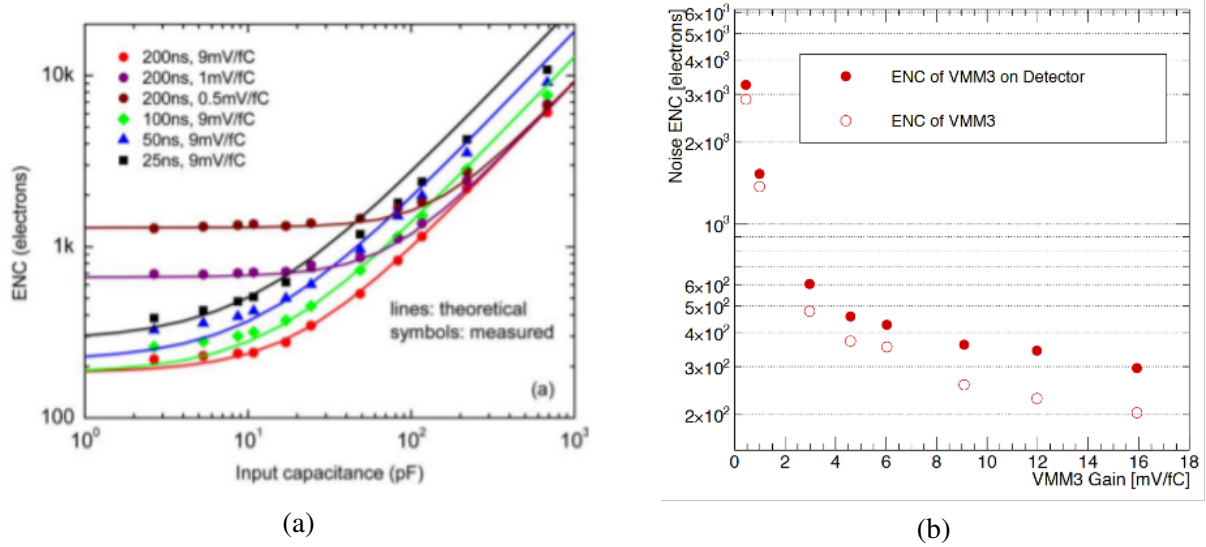 ENC (electrons)
10k
1k
100
200ns, 9mV/fC
200ns, 1mV/fC
200ns, 0.5mV/fC
100ns, 9mV/fC
50ns, 9mV/fC
25ns, 9mV/fC
lines: theoretical
symbols: measured
(a)
10⁰ 10¹ 10² 10³
Input capacitance (pF)
(a)
Noise ENC [electrons]
6×10³
5×10³
4×10³
3×10³
2×10³
10³
6×10²
5×10²
4×10²
3×10²
2×10²
ENC of VMM3 on Detector
ENC of VMM3
0 2 4 6 8 10 12 14 16 18
VMM3 Gain [mV/fC]
(b)